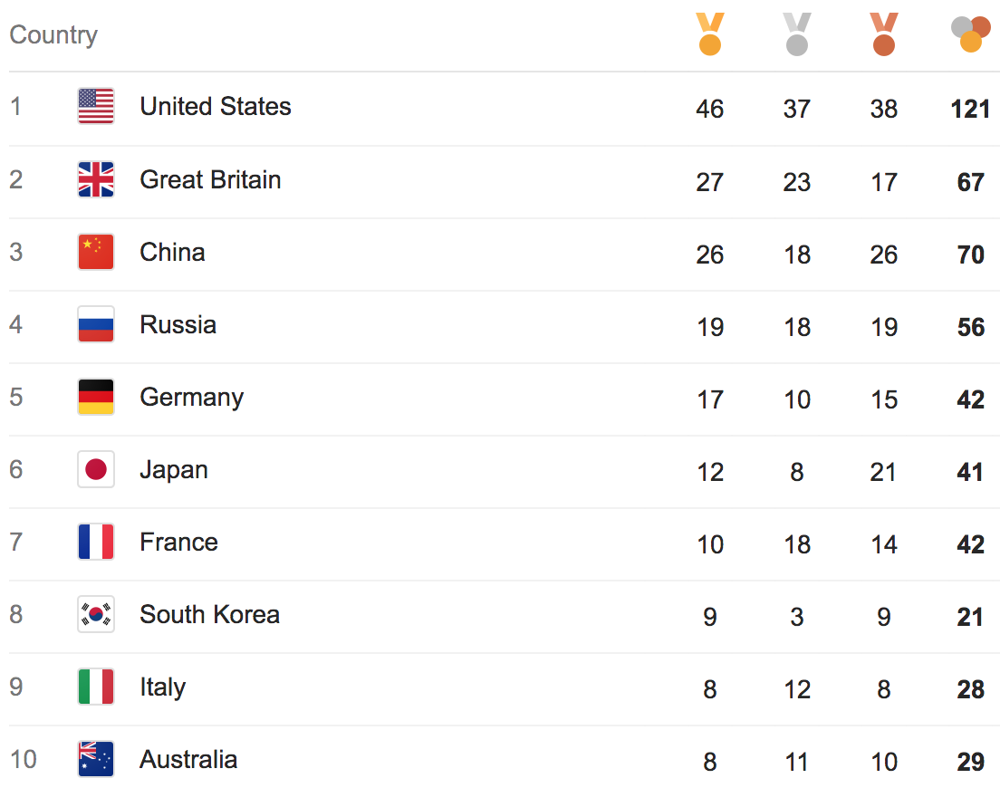 Country
1 United States 46 37 38 121
2 Great Britain 27 23 17 67
3 China 26 18 26 70
4 Russia 19 18 19 56
5 Germany 17 10 15 42
6 Japan 12 8 21 41
7 France 10 18 14 42
8 South Korea 9 3 9 21
9 Italy 8 12 8 28
10 Australia 8 11 10 29